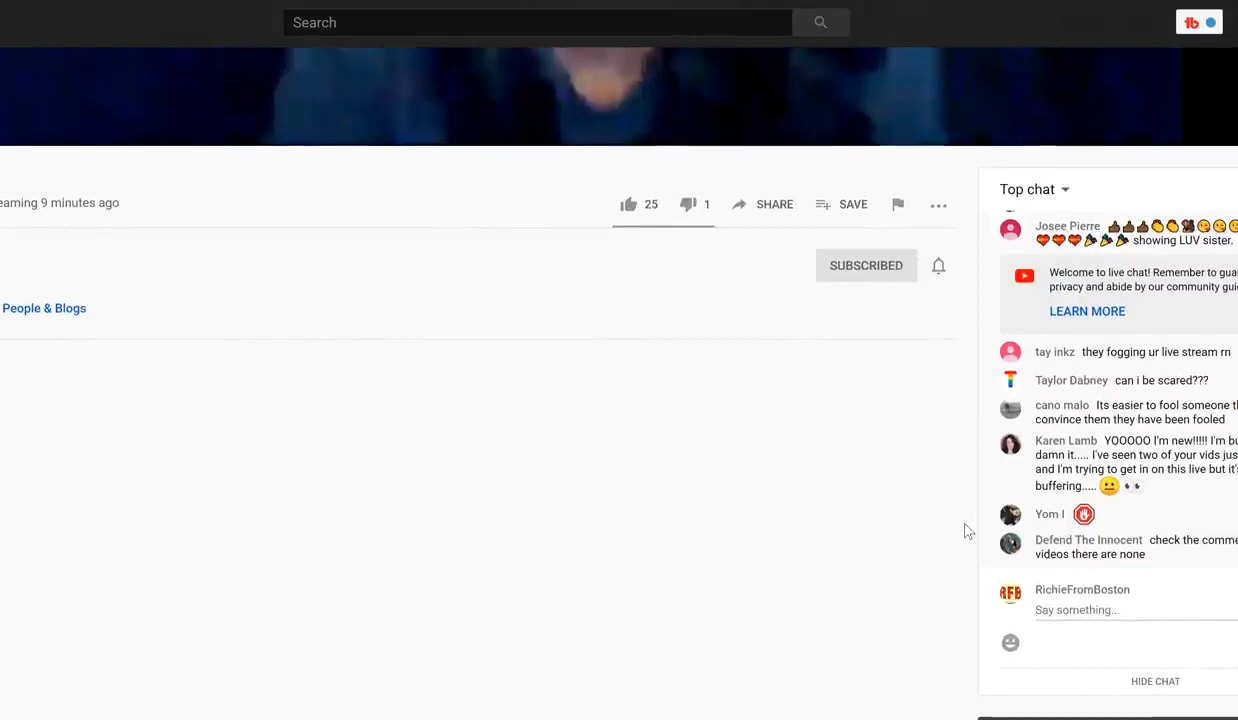 Search
eaming 9 minutes ago
25
1
SHARE
SAVE
SUBSCRIBED
People & Blogs
Top chat
Josee Pierre 👍🏿👍🏿👍🏿👏👏
showing LUV sister.
Welcome to live chat! Remember to gua
privacy and abide by our community gui
LEARN MORE
tay inkz they fogging ur live stream rn
Taylor Dabney can i be scared???
cano malo Its easier to fool someone th
convince them they have been fooled
Karen Lamb YOOOOO I'm new!!!!! I'm bu
damn it..... I've seen two of your vids jus
and I'm trying to get in on this live but it's
buffering.....
Yom I
Defend The Innocent check the comme
videos there are none
RFB
RichieFromBoston
Say something...
HIDE CHAT